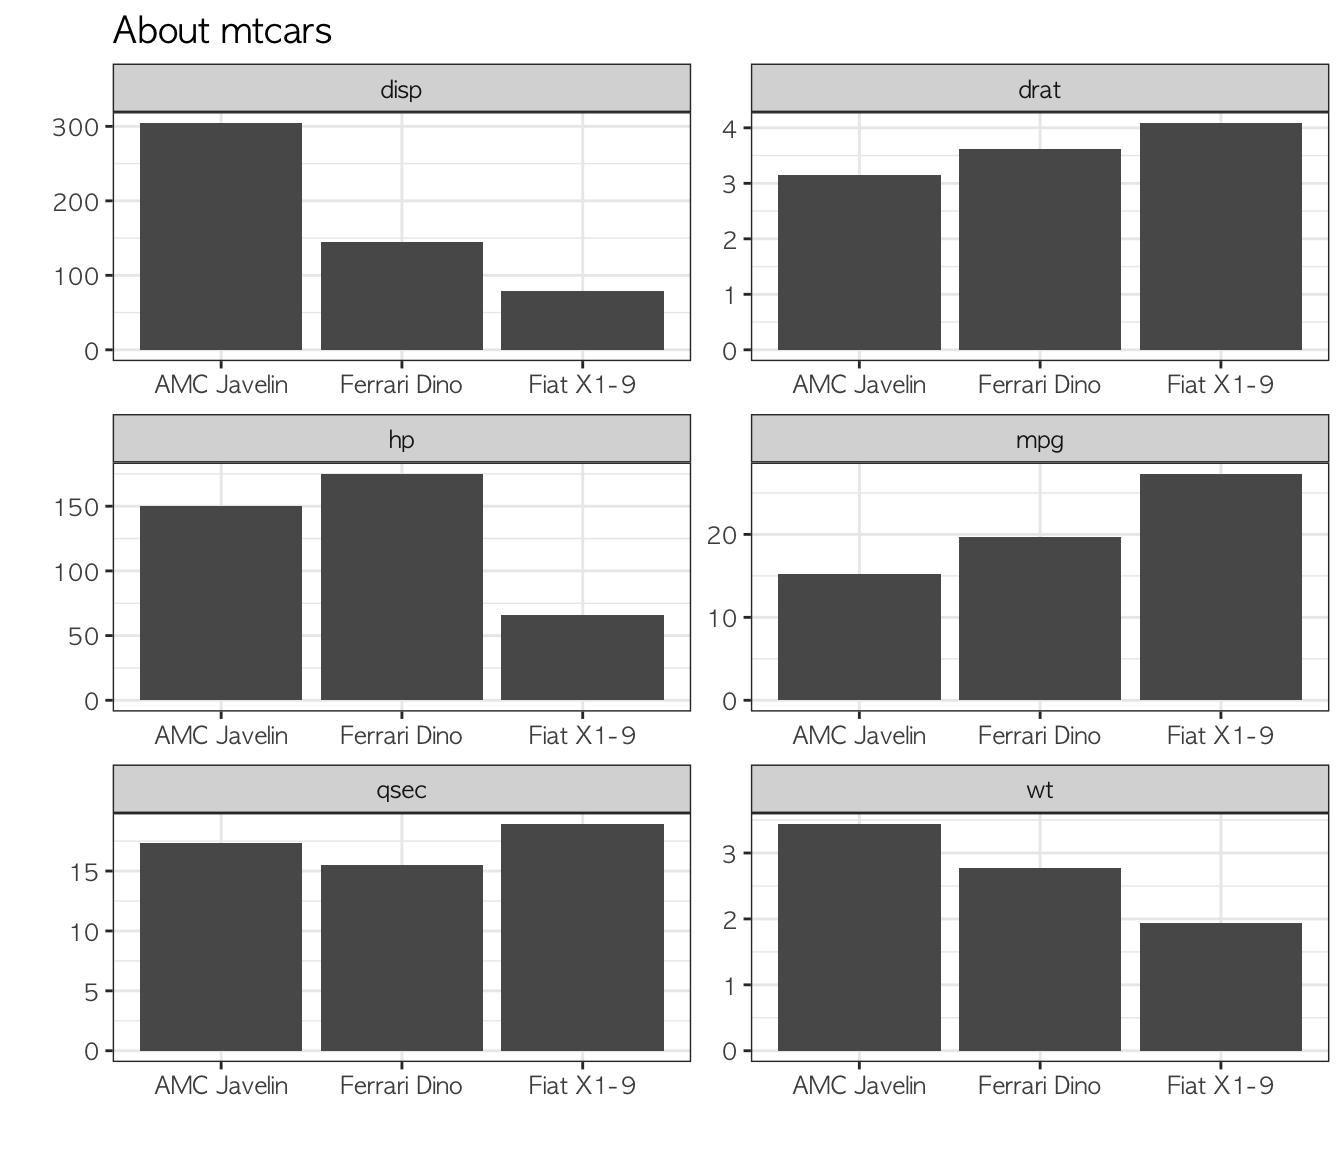 About mtcars
disp
300
200
100
0
AMC Javelin Ferrari Dino Fiat X1-9
drat
4
3
2
1
0
AMC Javelin Ferrari Dino Fiat X1-9
hp
150
100
50
0
AMC Javelin Ferrari Dino Fiat X1-9
mpg
20
10
0
AMC Javelin Ferrari Dino Fiat X1-9
qsec
15
10
5
0
AMC Javelin Ferrari Dino Fiat X1-9
wt
3
2
1
0
AMC Javelin Ferrari Dino Fiat X1-9